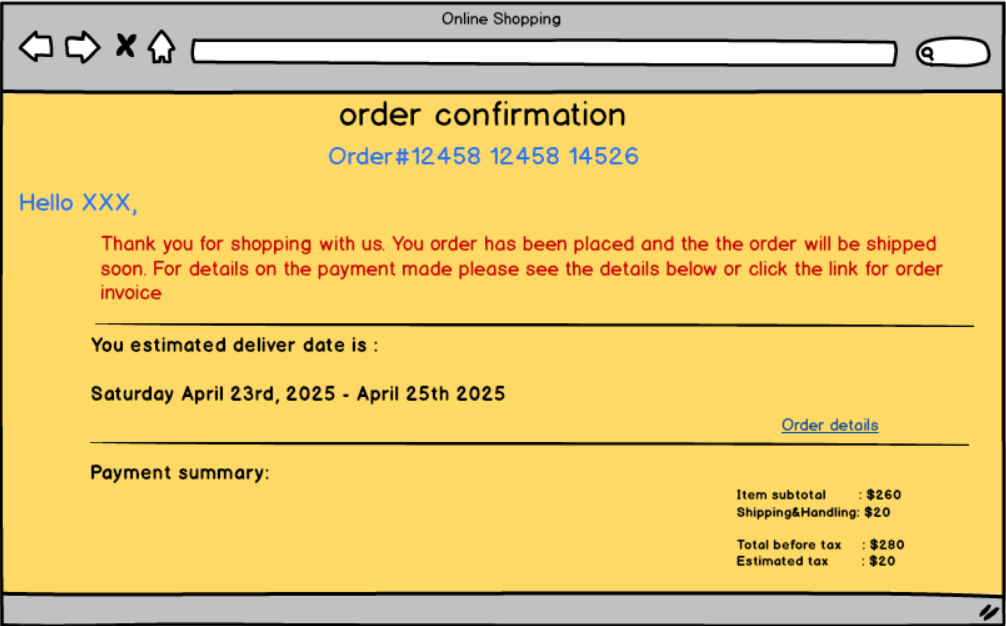 Online Shopping
order confirmation
Order#12458 12458 14526
Hello XXX,
Thank you for shopping with us. You order has been placed and the the order will be shipped
soon. For details on the payment made please see the details below or click the link for order
invoice
You estimated deliver date is :
Saturday April 23rd, 2025 - April 25th 2025
Order details
Payment summary:
Item subtotal : $260
Shipping&Handling: $20
Total before tax : $280
Estimated tax : $20